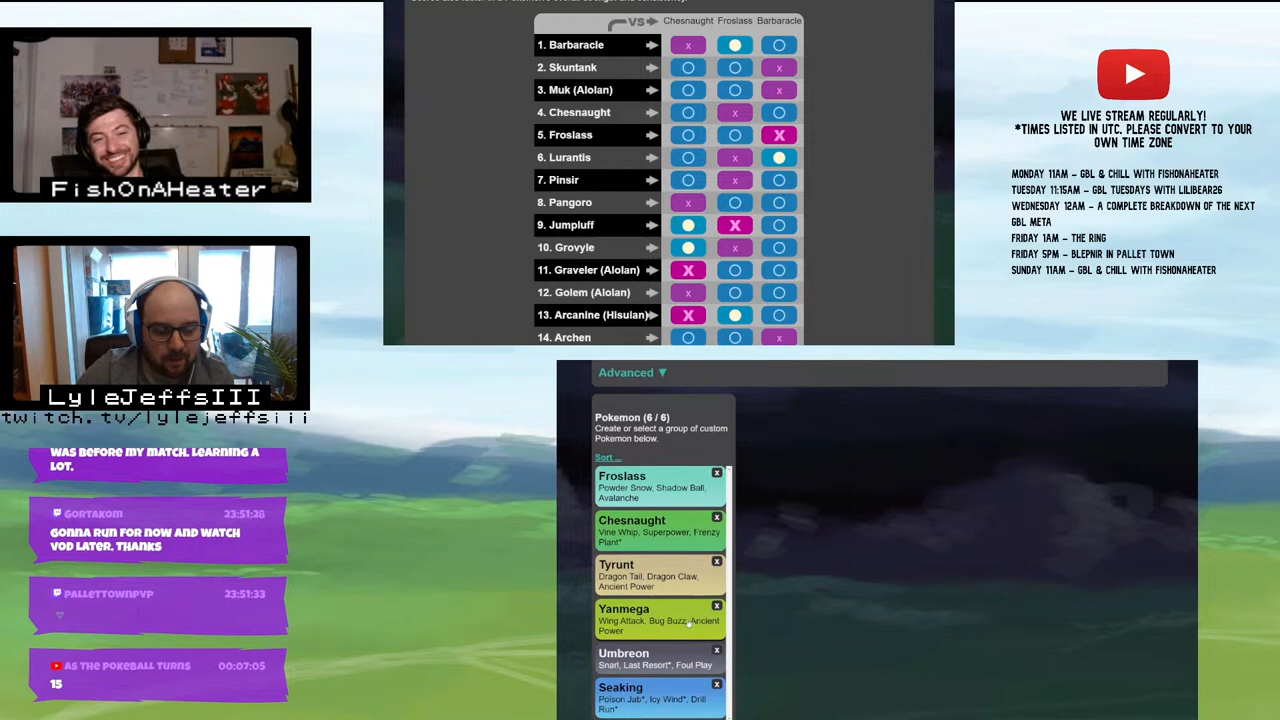 VS Chesnaught Froslass Barbaracle
1. Barbaracle x
2. Skuntank x
3. Muk (Alolan) x
4. Chesnaught x
5. Froslass X
6. Lurantis x
7. Pinsir x
8. Pangoro x
9. Jumpluff X
10. Grovyle x
11. Graveler (Alolan) X
12. Golem (Alolan) x
13. Arcanine (Hisuian) X
14. Archen x
FishOnAHeater
LyleJeffsIII
twitch.tv/lylejeffsiii
WE LIVE STREAM REGULARLY!
*TIMES LISTED IN UTC. PLEASE CONVERT TO YOUR
OWN TIME ZONE
MONDAY 11AM – GBL & CHILL WITH FISHONAHEATER
TUESDAY 11:15AM – GBL TUESDAYS WITH LILIBEAR26
WEDNESDAY 12AM – A COMPLETE BREAKDOWN OF THE NEXT
GBL META
FRIDAY 1AM – THE RING
FRIDAY 5PM – BLEPNIR IN PALLET TOWN
SUNDAY 11AM – GBL & CHILL WITH FISHONAHEATER
WAS BEFORE MY MATCH. LEARNING A
LOT.
GORTAKOM 23:51:28
GONNA RUN FOR NOW AND WATCH
VOD LATER. THANKS
PALLETTOWNPVP 23:51:33
AS THE POKEBALL TURNS 00:07:05
15
Advanced ▼
Pokemon (6 / 6)
Create or select a group of custom
Pokemon below.
Sort ...
Froslass x
Powder Snow, Shadow Ball,
Avalanche
Chesnaught x
Vine Whip, Superpower, Frenzy
Plant*
Tyrunt x
Dragon Tail, Dragon Claw,
Ancient Power
Yanmega x
Wing Attack, Bug Buzz, Ancient
Power
Umbreon x
Snarl, Last Resort*, Foul Play
Seaking x
Poison Jab*, Icy Wind*, Drill
Run*